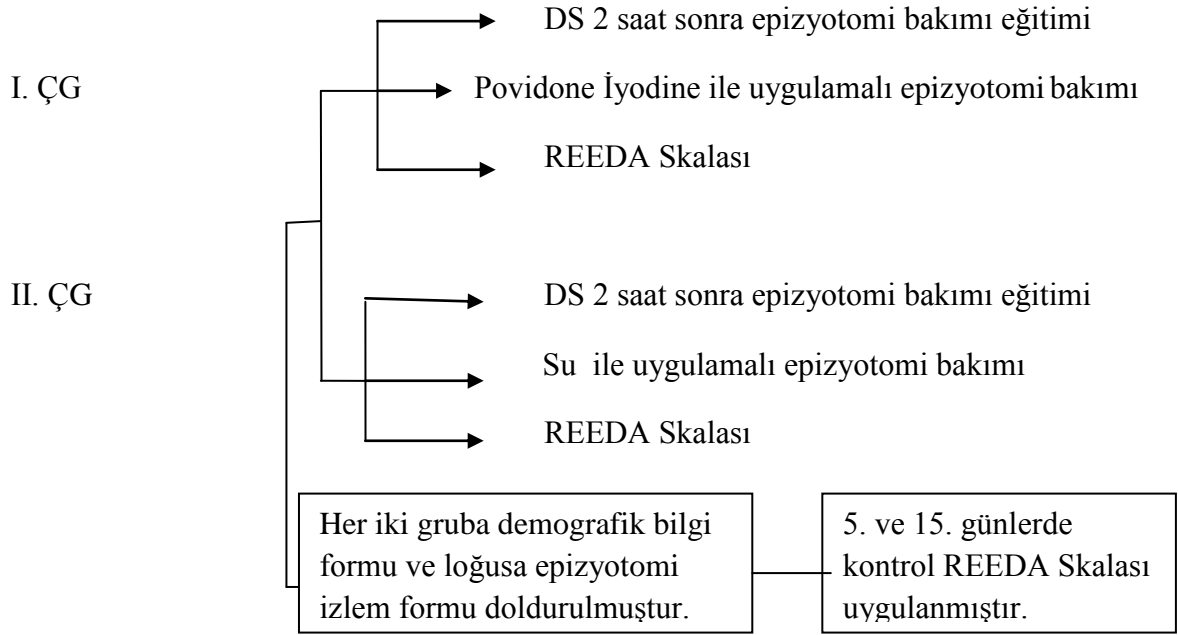 DS 2 saat sonra epizyotomi bakımı eğitimi
I. ÇG
Povidone İyodine ile uygulamalı epizyotomi bakımı
REEDA Skalası
II. ÇG
DS 2 saat sonra epizyotomi bakımı eğitimi
Su ile uygulamalı epizyotomi bakımı
REEDA Skalası
Her iki gruba demografik bilgi
formu ve loğusa epizyotomi
izlem formu doldurulmuştur.
5. ve 15. günlerde
kontrol REEDA Skalası
uygulanmıştır.